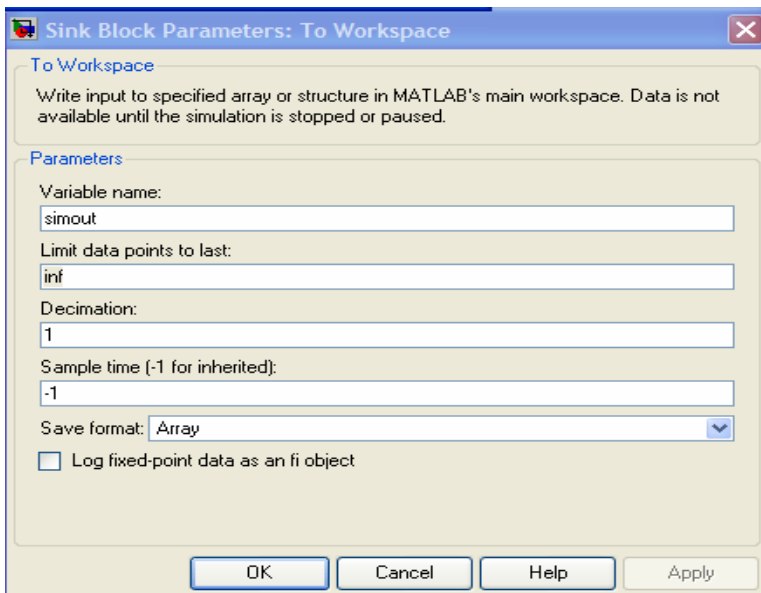 Sink Block Parameters: To Workspace
To Workspace
Write input to specified array or structure in MATLAB's main workspace. Data is not
available until the simulation is stopped or paused.
Parameters
Variable name:
simout
Limit data points to last:
inf
Decimation:
1
Sample time (-1 for inherited):
-1
Save format: Array
Log fixed-point data as an fi object
OK Cancel Help Apply